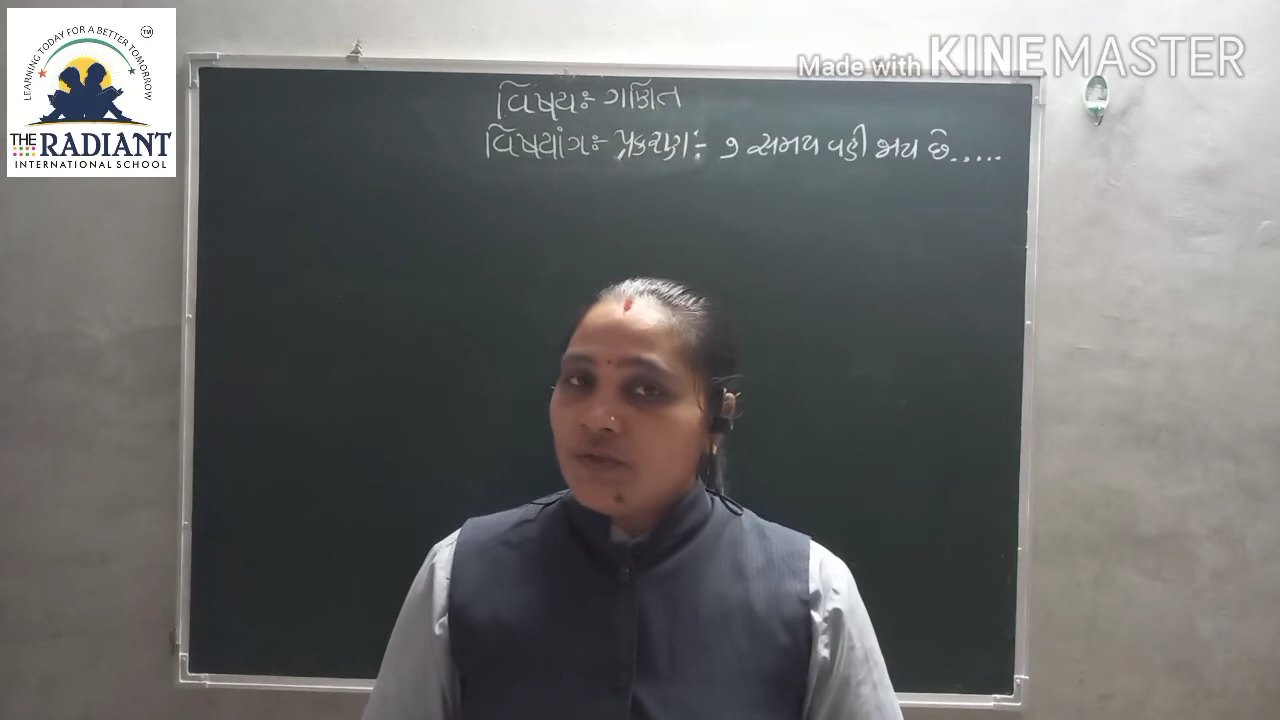 LEARNING TODAY FOR A BETTER TOMORROW
TM
THE RADIANT
INTERNATIONAL SCHOOL
Made with KINEMASTER
વિષયઃ- ગણિત
વિષયાંગઃ- પ્રકરણઃ- ૭ સમય વહી જાય છે.....